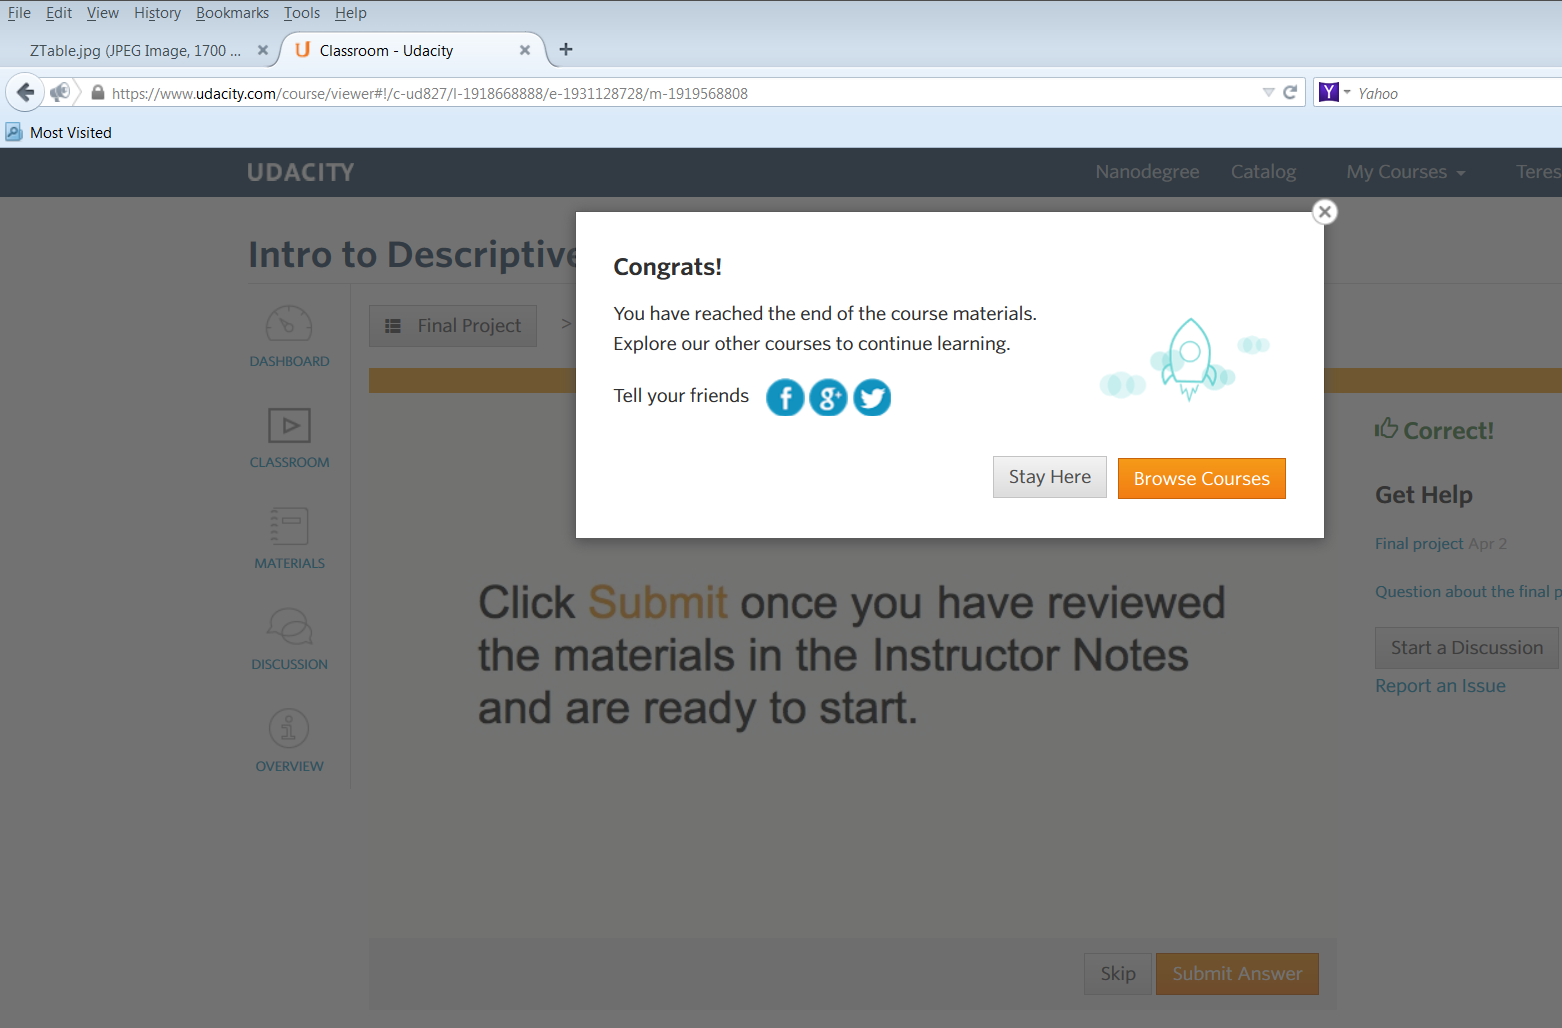 File Edit View History Bookmarks Tools Help
ZTable.jpg (JPEG Image, 1700 ...
Classroom - Udacity
https://www.udacity.com/course/viewer#!/c-ud827/l-1918668888/e-1931128728/m-1919568808
Yahoo
Most Visited
UDACITY
Nanodegree Catalog My Courses Teres
Intro to Descriptive
Final Project >
DASHBOARD
CLASSROOM
MATERIALS
DISCUSSION
OVERVIEW
Congrats!
You have reached the end of the course materials.
Explore our other courses to continue learning.
Tell your friends
Stay Here Browse Courses
Click Submit once you have reviewed
the materials in the Instructor Notes
and are ready to start.
Correct!
Get Help
Final project Apr 2
Question about the final p
Start a Discussion
Report an Issue
Skip Submit Answer